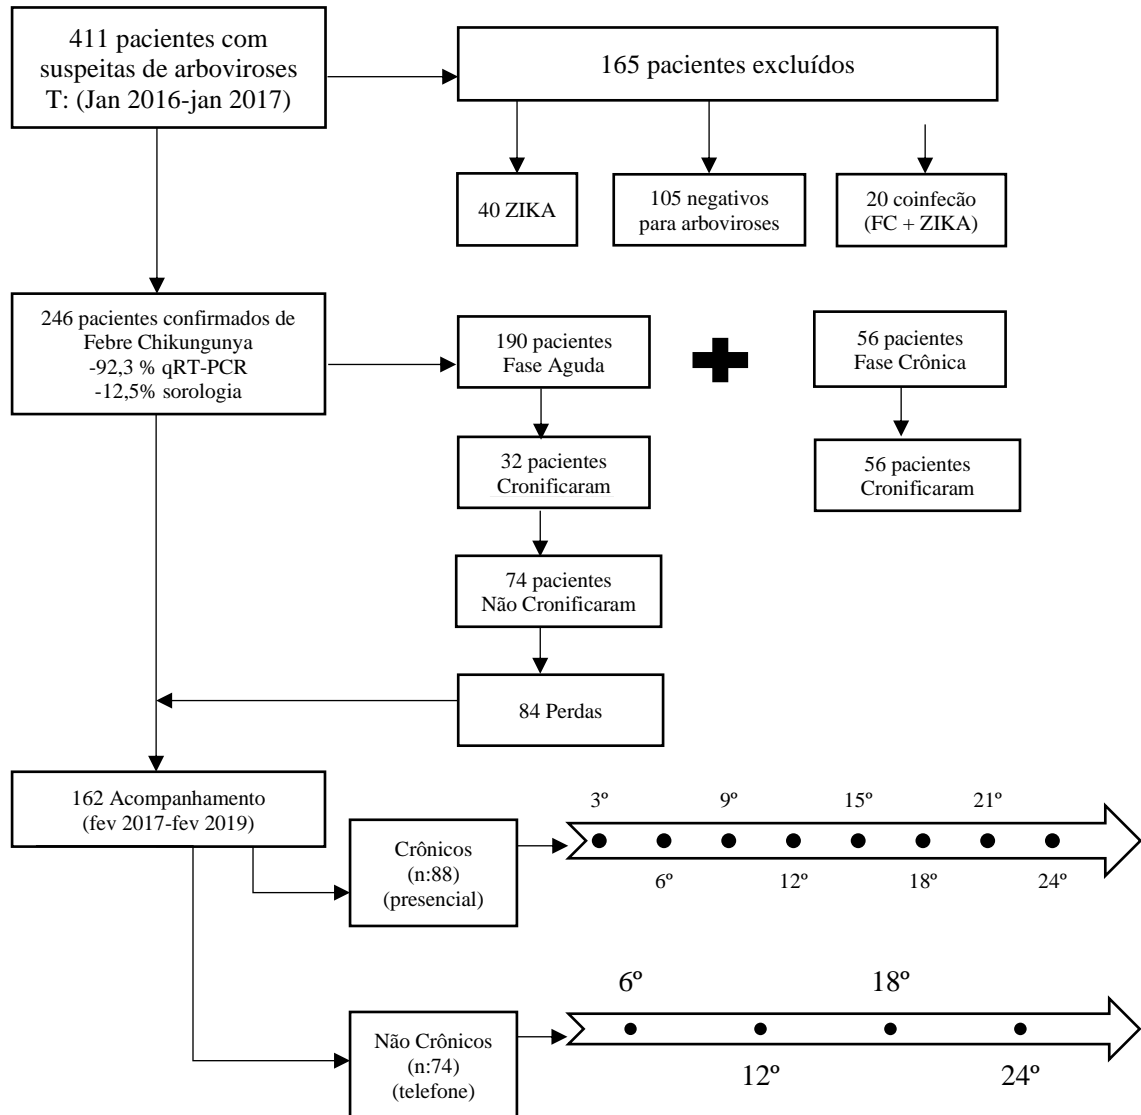 411 pacientes com
suspeitas de arboviroses
T: (Jan 2016-jan 2017)
165 pacientes excluídos
40 ZIKA
105 negativos
para arboviroses
20 coinfecão
(FC + ZIKA)
246 pacientes confirmados de
Febre Chikungunya
-92,3 % qRT-PCR
-12,5% sorologia
190 pacientes
Fase Aguda
56 pacientes
Fase Crônica
32 pacientes
Cronificaram
56 pacientes
Cronificaram
74 pacientes
Não Cronificaram
84 Perdas
162 Acompanhamento
(fev 2017-fev 2019)
Crônicos
(n:88)
(presencial)
3º 9º 15º 21º
6º 12º 18º 24º
Não Crônicos
(n:74)
(telefone)
6º 18º
12º 24º